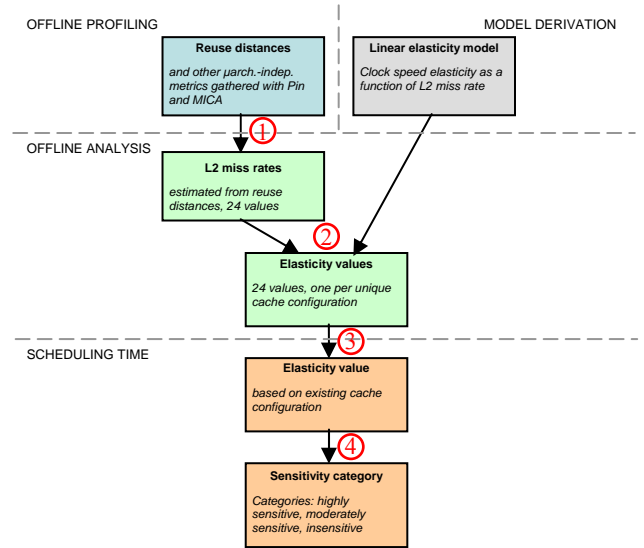 OFFLINE PROFILING
MODEL DERIVATION
Reuse distances
and other µarch.-indep.
metrics gathered with Pin
and MICA
Linear elasticity model
Clock speed elasticity as a
function of L2 miss rate
1
OFFLINE ANALYSIS
L2 miss rates
estimated from reuse
distances, 24 values
2
Elasticity values
24 values, one per unique
cache configuration
3
SCHEDULING TIME
Elasticity value
based on existing cache
configuration
4
Sensitivity category
Categories: highly
sensitive, moderately
sensitive, insensitive